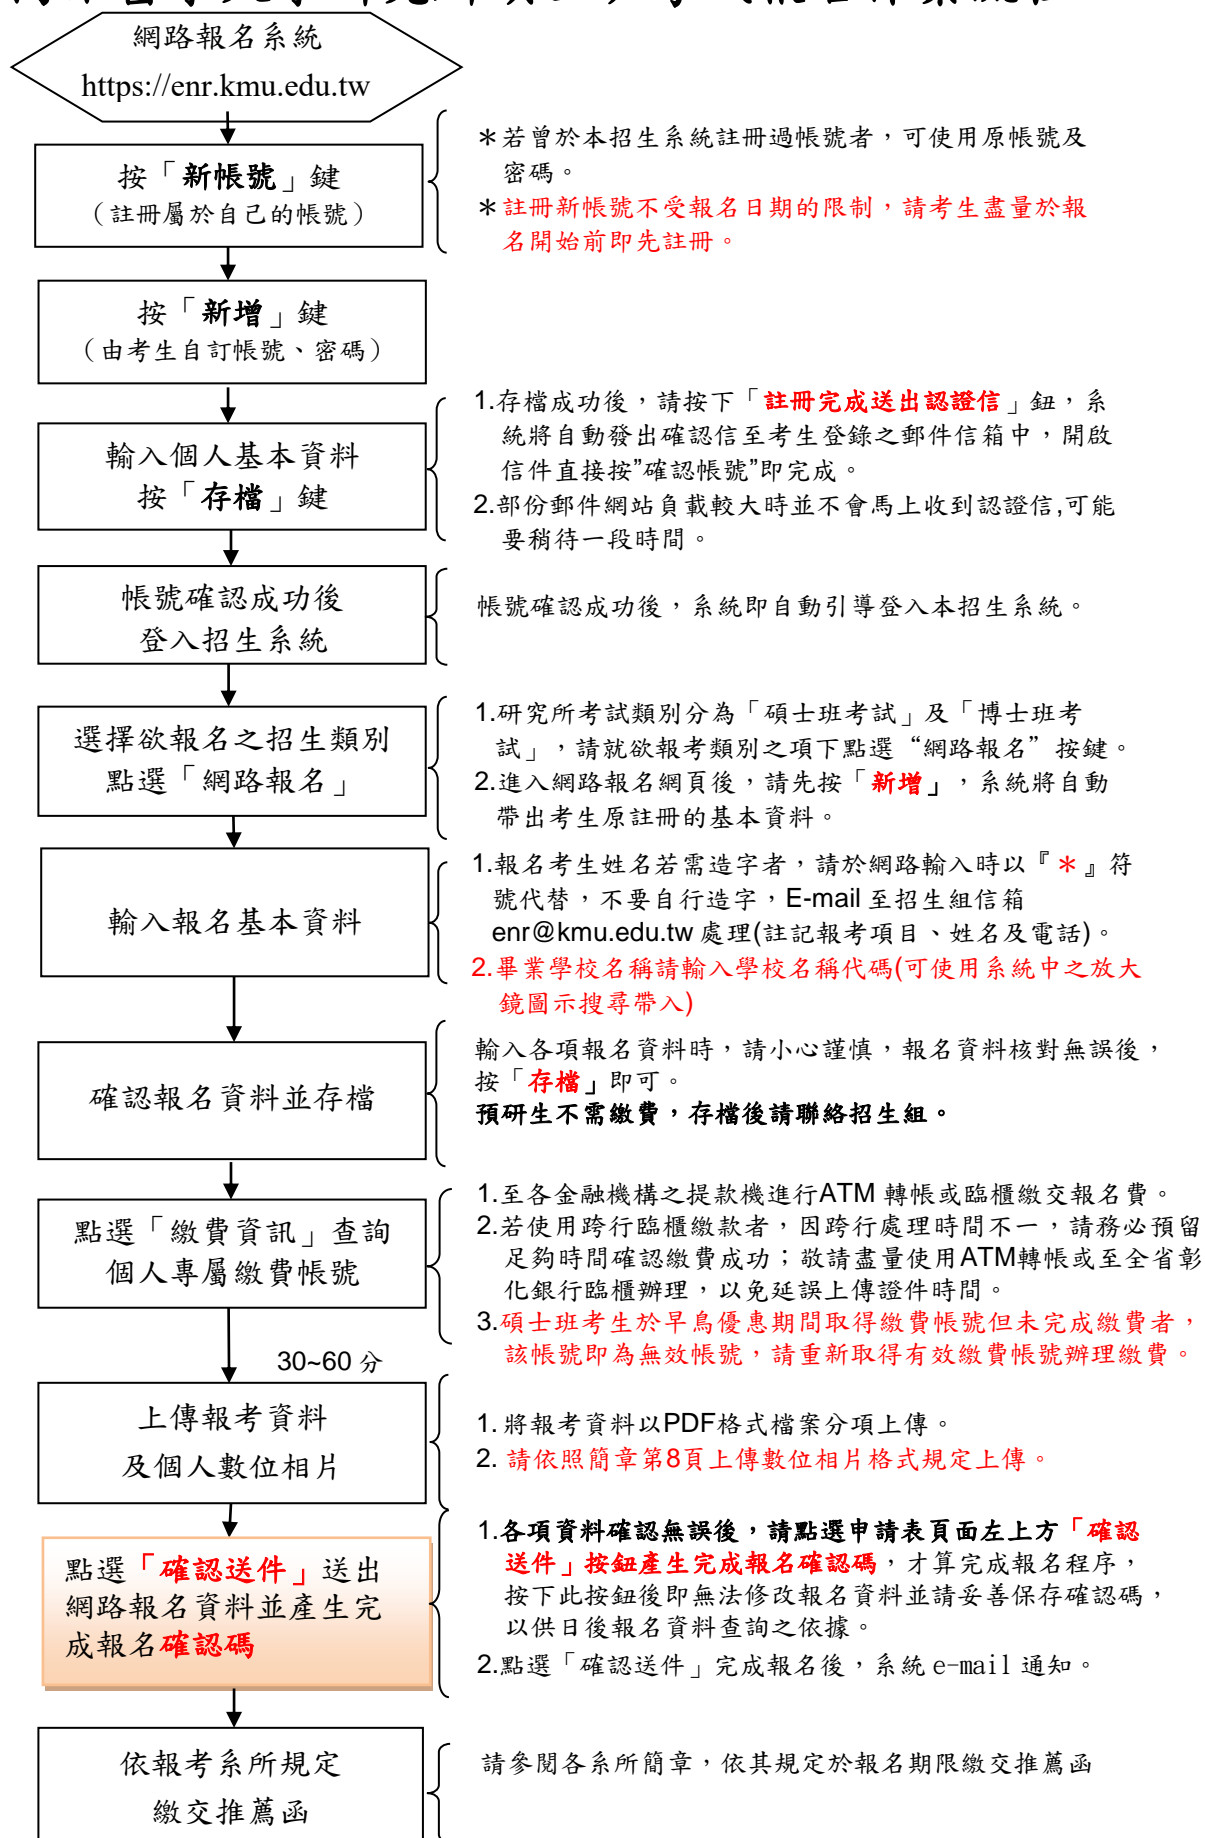 網路報名系統
https://enr.kmu.edu.tw
按「新帳號」鍵
（註冊屬於自己的帳號）
＊若曾於本招生系統註冊過帳號者，可使用原帳號及
密碼。
＊註冊新帳號不受報名日期的限制，請考生盡量於報
名開始前即先註冊。
按「新增」鍵
（由考生自訂帳號、密碼）
輸入個人基本資料
按「存檔」鍵
1.存檔成功後，請按下「註冊完成送出認證信」鈕，系
統將自動發出確認信至考生登錄之郵件信箱中，開啟
信件直接按”確認帳號”即完成。
2.部份郵件網站負載較大時並不會馬上收到認證信,可能
要稍待一段時間。
帳號確認成功後
登入招生系統
帳號確認成功後，系統即自動引導登入本招生系統。
選擇欲報名之招生類別
點選「網路報名」
1.研究所考試類別分為「碩士班考試」及「博士班考
試」，請就欲報考類別之項下點選“網路報名”按鍵。
2.進入網路報名網頁後，請先按「新增」，系統將自動
帶出考生原註冊的基本資料。
輸入報名基本資料
1.報名考生姓名若需造字者，請於網路輸入時以『＊』符
號代替，不要自行造字，E-mail 至招生組信箱
enr@kmu.edu.tw 處理(註記報考項目、姓名及電話)。
2.畢業學校名稱請輸入學校名稱代碼(可使用系統中之放大
鏡圖示搜尋帶入)
確認報名資料並存檔
輸入各項報名資料時，請小心謹慎，報名資料核對無誤後，
按「存檔」即可。
預研生不需繳費，存檔後請聯絡招生組。
點選「繳費資訊」查詢
個人專屬繳費帳號
1.至各金融機構之提款機進行ATM 轉帳或臨櫃繳交報名費。
2.若使用跨行臨櫃繳款者，因跨行處理時間不一，請務必預留
足夠時間確認繳費成功；敬請盡量使用ATM轉帳或至全省彰
化銀行臨櫃辦理，以免延誤上傳證件時間。
3.碩士班考生於早鳥優惠期間取得繳費帳號但未完成繳費者，
該帳號即為無效帳號，請重新取得有效繳費帳號辦理繳費。
30~60 分
上傳報考資料
及個人數位相片
1. 將報考資料以PDF格式檔案分項上傳。
2. 請依照簡章第8頁上傳數位相片格式規定上傳。
點選「確認送件」送出
網路報名資料並產生完
成報名確認碼
1.各項資料確認無誤後，請點選申請表頁面左上方「確認
送件」按鈕產生完成報名確認碼，才算完成報名程序，
按下此按鈕後即無法修改報名資料並請妥善保存確認碼，
以供日後報名資料查詢之依據。
2.點選「確認送件」完成報名後，系統 e-mail 通知。
依報考系所規定
繳交推薦函
請參閱各系所簡章，依其規定於報名期限繳交推薦函